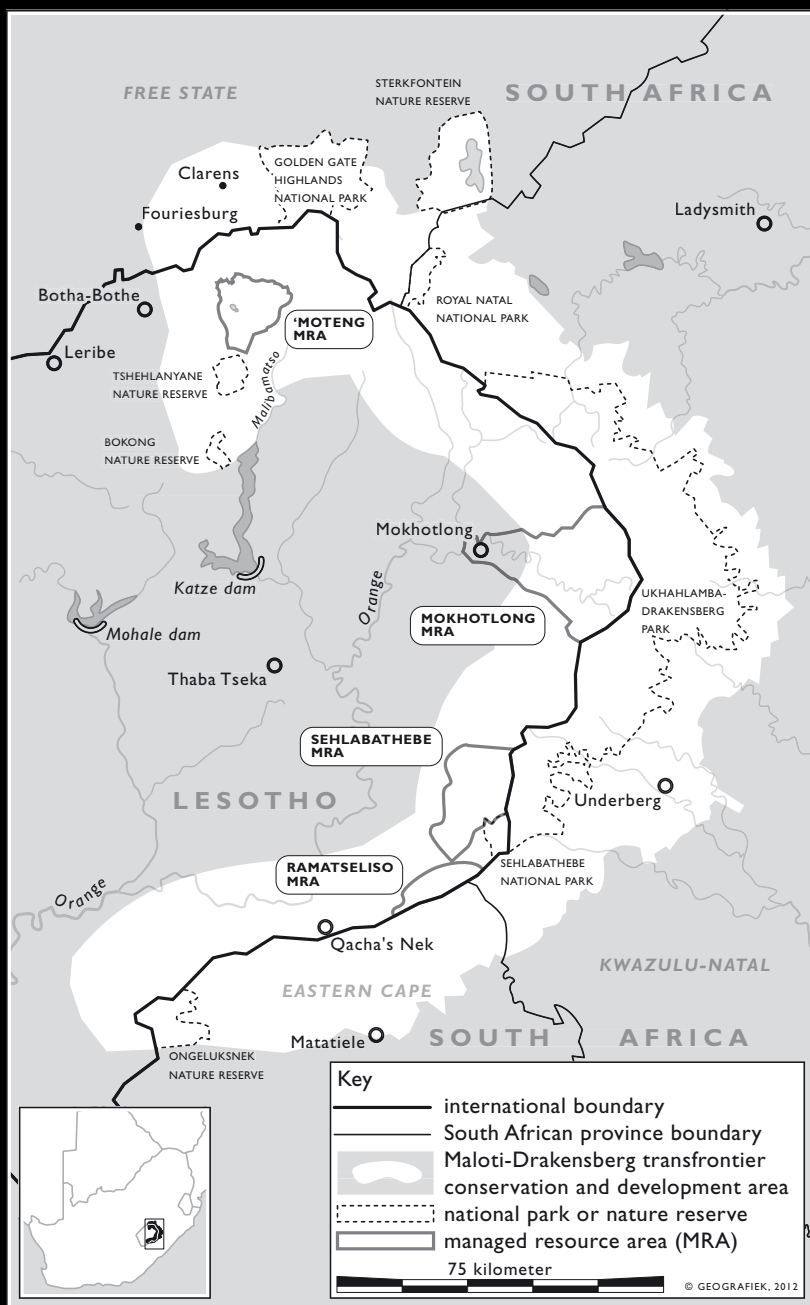 FREE STATE
STERKFONTEIN
NATURE RESERVE
SOUTH AFRICA
Clarens
GOLDEN GATE
HIGHLANDS
NATIONAL PARK
Fouriesburg
Ladysmith
Botha-Bothe
ROYAL NATAL
NATIONAL PARK
'MOTENG
MRA
Leribe
TSHEHLANYANE
NATURE RESERVE
Malibamatso
BOKONG
NATURE RESERVE
Mokhotlong
Katze dam
Orange
UKHAHLAMBA-
DRAKENSBERG
PARK
MOKHOTLONG
MRA
Mohale dam
Thaba Tseka
SEHLABATHEBE
MRA
LESOTHO
Underberg
RAMATSELISO
MRA
SEHLABATHEBE
NATIONAL PARK
Orange
Qacha's Nek
KWAZULU-NATAL
EASTERN CAPE
Matatiele
SOUTH AFRICA
ONGELUKSNEK
NATURE RESERVE
Key
international boundary
South African province boundary
Maloti-Drakensberg transfrontier
conservation and development area
national park or nature reserve
managed resource area (MRA)
75 kilometer
© GEOGRAFIEK, 2012